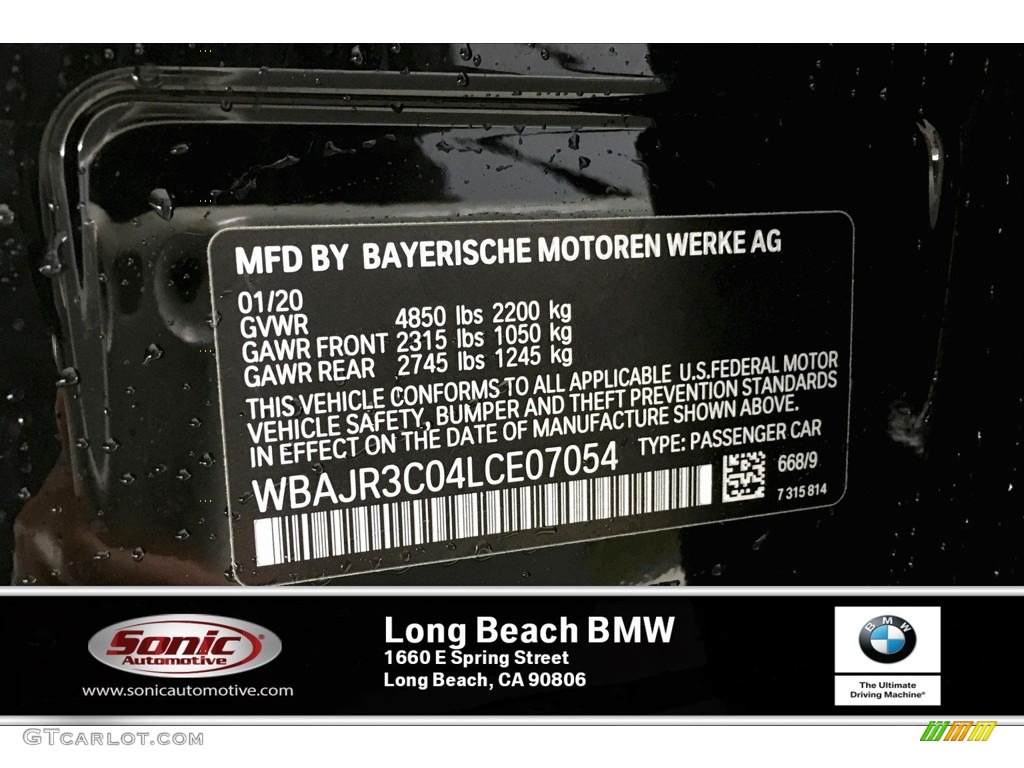 MFD BY BAYERISCHE MOTOREN WERKE AG
01/20
GVWR 4850 lbs 2200 kg
GAWR FRONT 2315 lbs 1050 kg
GAWR REAR 2745 lbs 1245 kg
THIS VEHICLE CONFORMS TO ALL APPLICABLE U.S.FEDERAL MOTOR
VEHICLE SAFETY, BUMPER AND THEFT PREVENTION STANDARDS
IN EFFECT ON THE DATE OF MANUFACTURE SHOWN ABOVE.
WBAJR3C04LCE07054 TYPE: PASSENGER CAR
668/9
7 315 814
Sonic
Automotive
www.sonicautomotive.com
Long Beach BMW
1660 E Spring Street
Long Beach, CA 90806
BMW
The Ultimate
Driving Machine®
GTcarlot.com